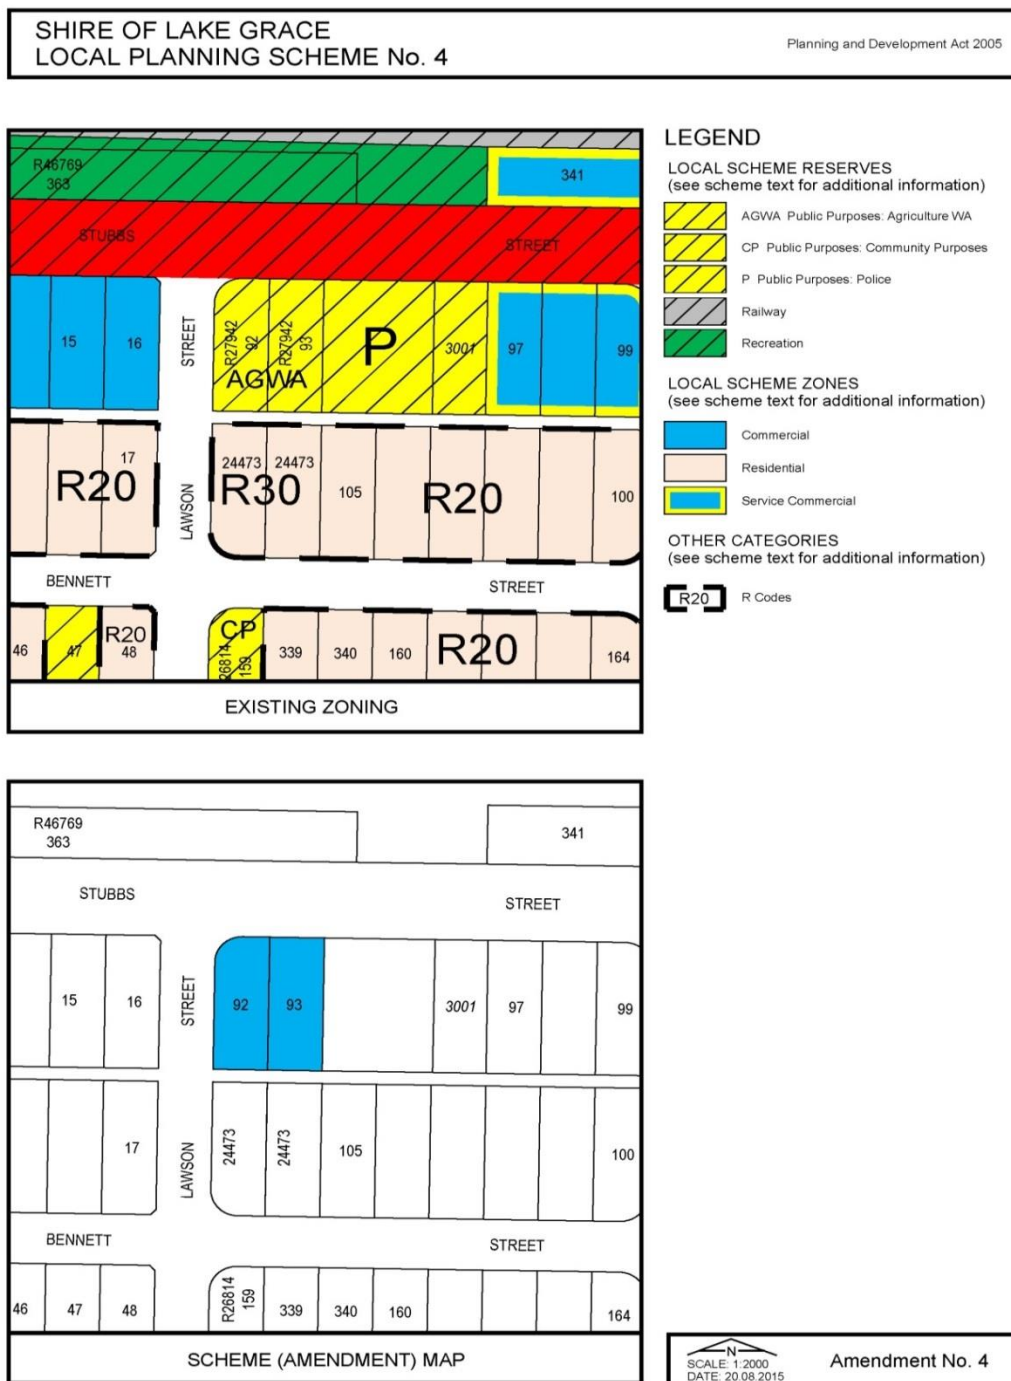 SHIRE OF LAKE GRACE
LOCAL PLANNING SCHEME No. 4
Planning and Development Act 2005
R46769
363
341
STUBBS
STREET
15
16
STREET
R27942
92
R27942
93
AGWA
P
3001
97
99
17
R20
24473
24473
R30
105
R20
100
LAWSON
BENNETT
STREET
46
47
R20
48
CP
26814
159
339
340
160
R20
164
EXISTING ZONING
LEGEND
LOCAL SCHEME RESERVES
(see scheme text for additional information)
AGWA Public Purposes: Agriculture WA
CP Public Purposes: Community Purposes
P Public Purposes: Police
Railway
Recreation
LOCAL SCHEME ZONES
(see scheme text for additional information)
Commercial
Residential
Service Commercial
OTHER CATEGORIES
(see scheme text for additional information)
R20 R Codes
R46769
363
341
STUBBS
STREET
15
16
STREET
92
93
3001
97
99
17
LAWSON
24473
24473
105
100
BENNETT
STREET
46
47
48
R26814
159
339
340
160
164
SCHEME (AMENDMENT) MAP
N
SCALE: 1:2000
DATE: 20.08.2015
Amendment No. 4